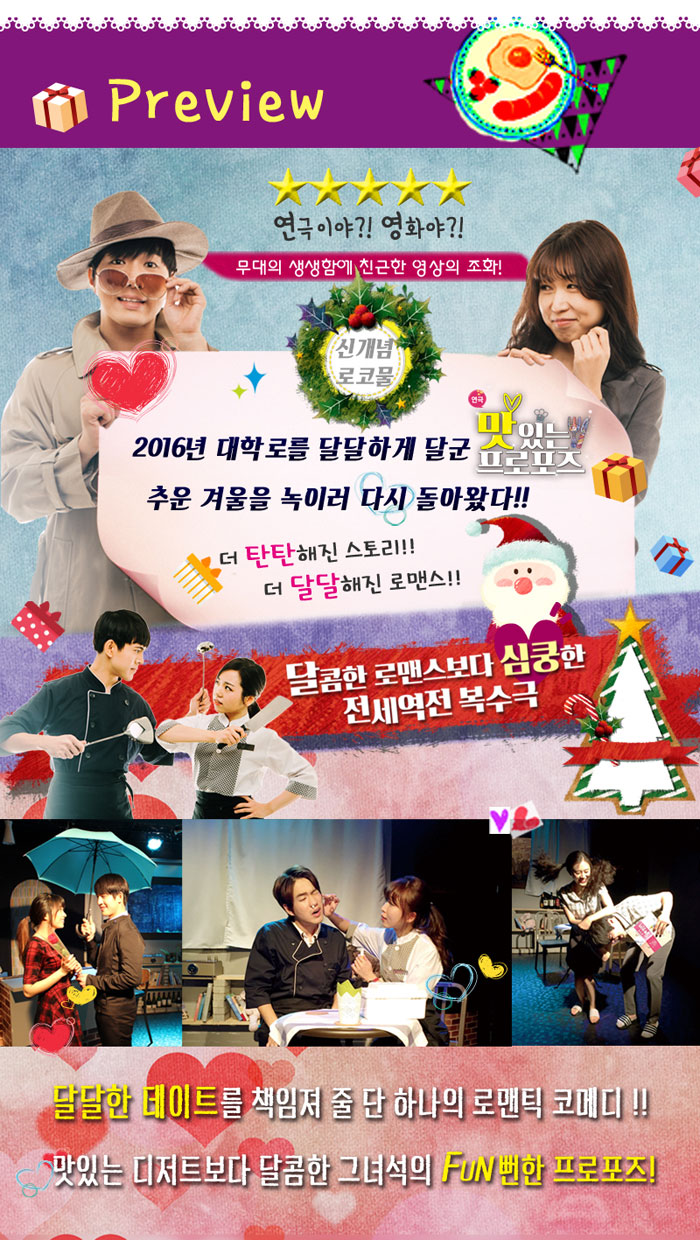 Preview
연극이야?! 영화야?!
무대의 생생함에 친근한 영상의 조화!
신개념
로코물
2016년 대학로를 달달하게 달군
연극
맛있는
프로포즈
추운 겨울을 녹이러 다시 돌아왔다!!
더 탄탄해진 스토리!!
더 달달해진 로맨스!!
달콤한 로맨스보다 심쿵한
전세역전 복수극
달달한 데이트를 책임져 줄 단 하나의 로맨틱 코메디 !!
맛있는 디저트보다 달콤한 그녀석의 FUN뻔한 프로포즈!